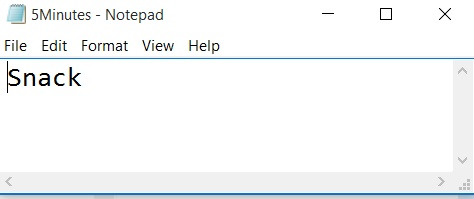 5Minutes - Notepad
File Edit Format View Help
Snack